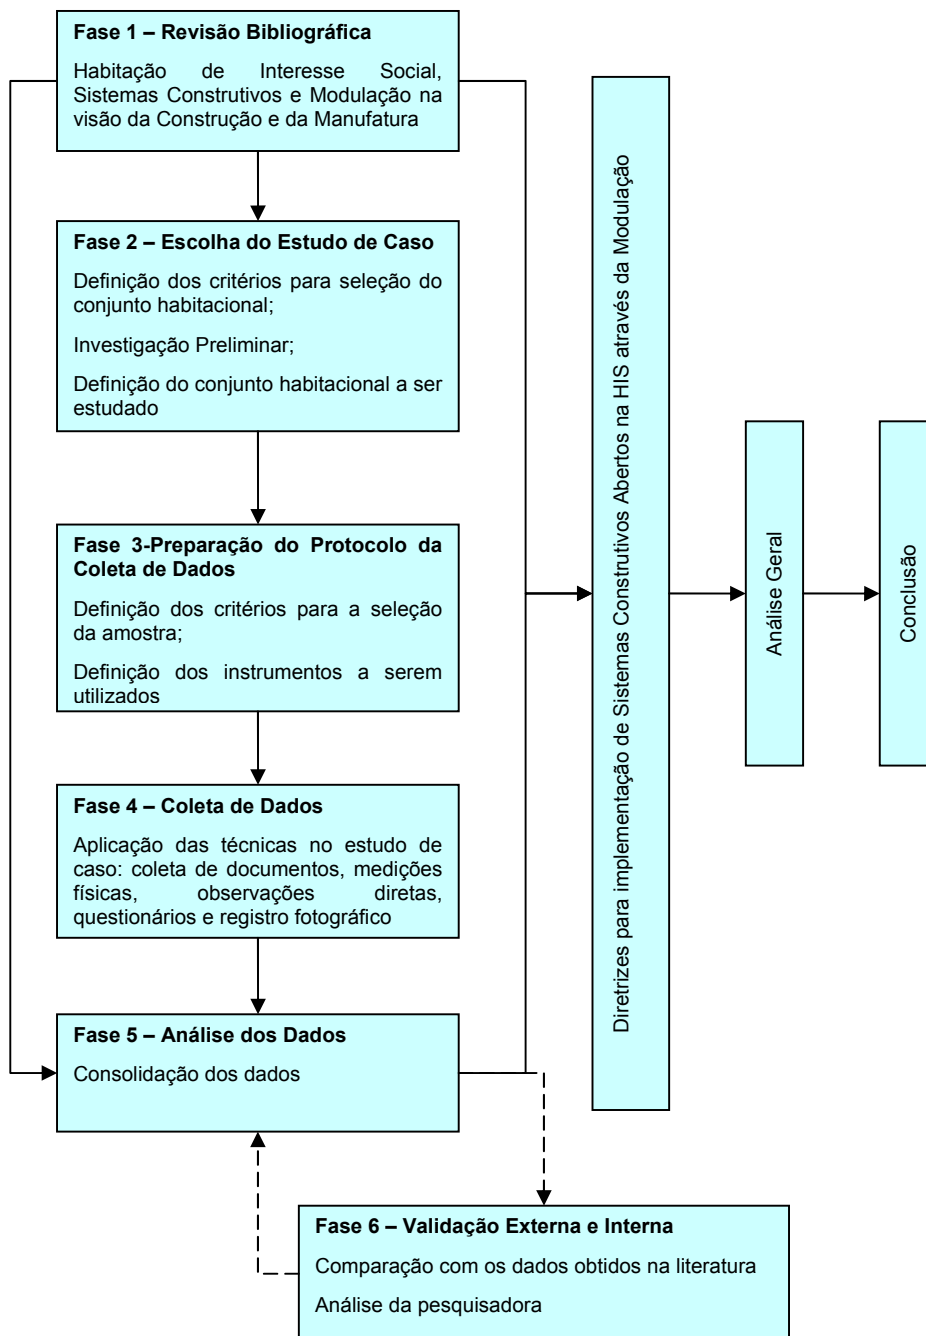 Fase 1 – Revisão Bibliográfica
Habitação de Interesse Social,
Sistemas Construtivos e Modulação na
visão da Construção e da Manufatura
Fase 2 – Escolha do Estudo de Caso
Definição dos critérios para seleção do
conjunto habitacional;
Investigação Preliminar;
Definição do conjunto habitacional a ser
estudado
Fase 3-Preparação do Protocolo da
Coleta de Dados
Definição dos critérios para a seleção
da amostra;
Definição dos instrumentos a serem
utilizados
Fase 4 – Coleta de Dados
Aplicação das técnicas no estudo de
caso: coleta de documentos, medições
físicas, observações diretas,
questionários e registro fotográfico
Fase 5 – Análise dos Dados
Consolidação dos dados
Fase 6 – Validação Externa e Interna
Comparação com os dados obtidos na literatura
Análise da pesquisadora
Diretrizes para implementação de Sistemas Construtivos Abertos na HIS através da Modulação
Análise Geral
Conclusão